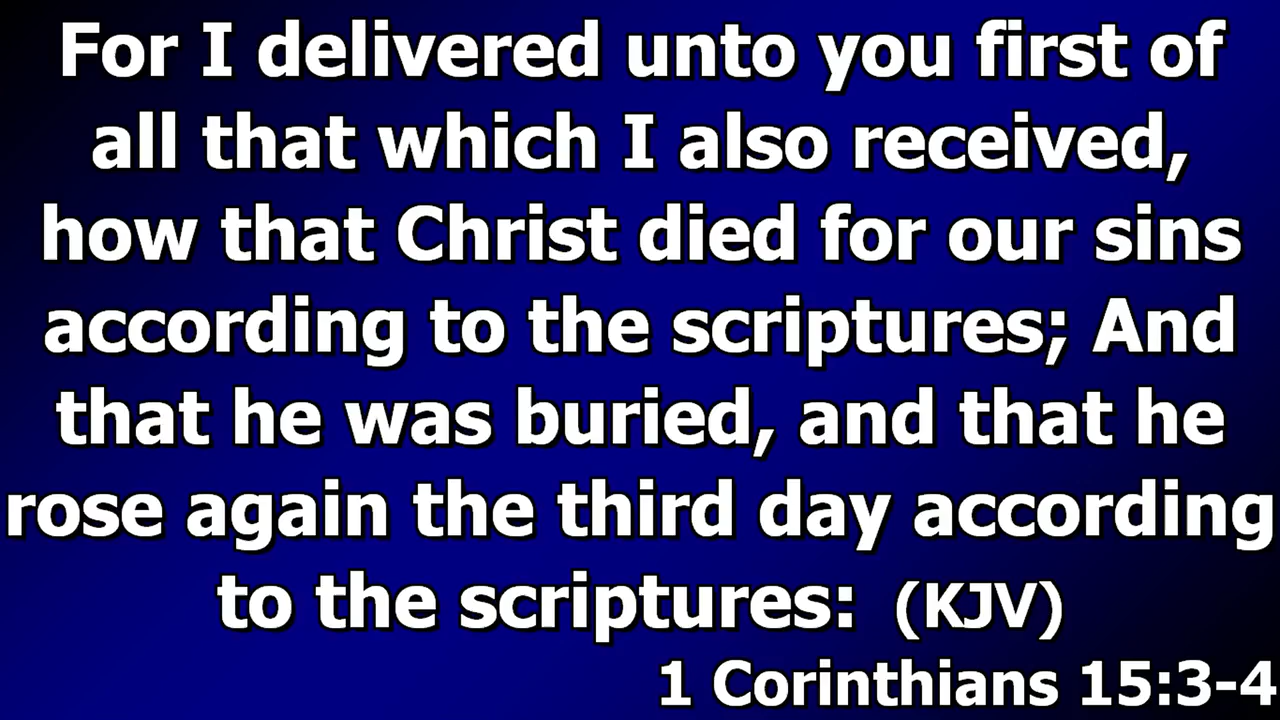 For I delivered unto you first of
all that which I also received,
how that Christ died for our sins
according to the scriptures; And
that he was buried, and that he
rose again the third day according
to the scriptures: (KJV)
1 Corinthians 15:3-4